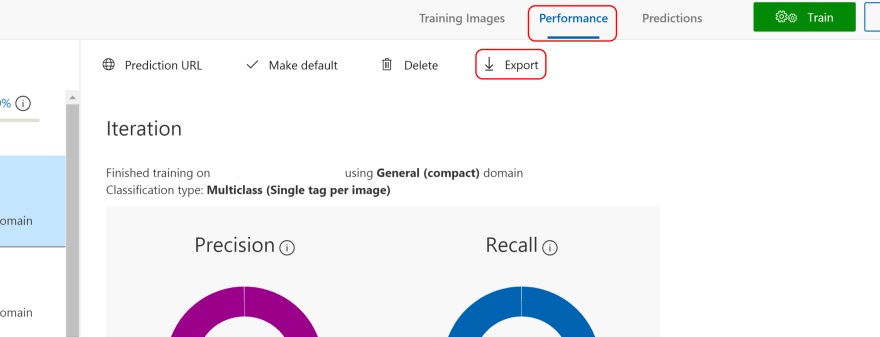 Training Images Performance Predictions Train
Prediction URL Make default Delete Export
%
Iteration
Finished training on using General (compact) domain
Classification type: Multiclass (Single tag per image)
omain
Precision Recall
omain